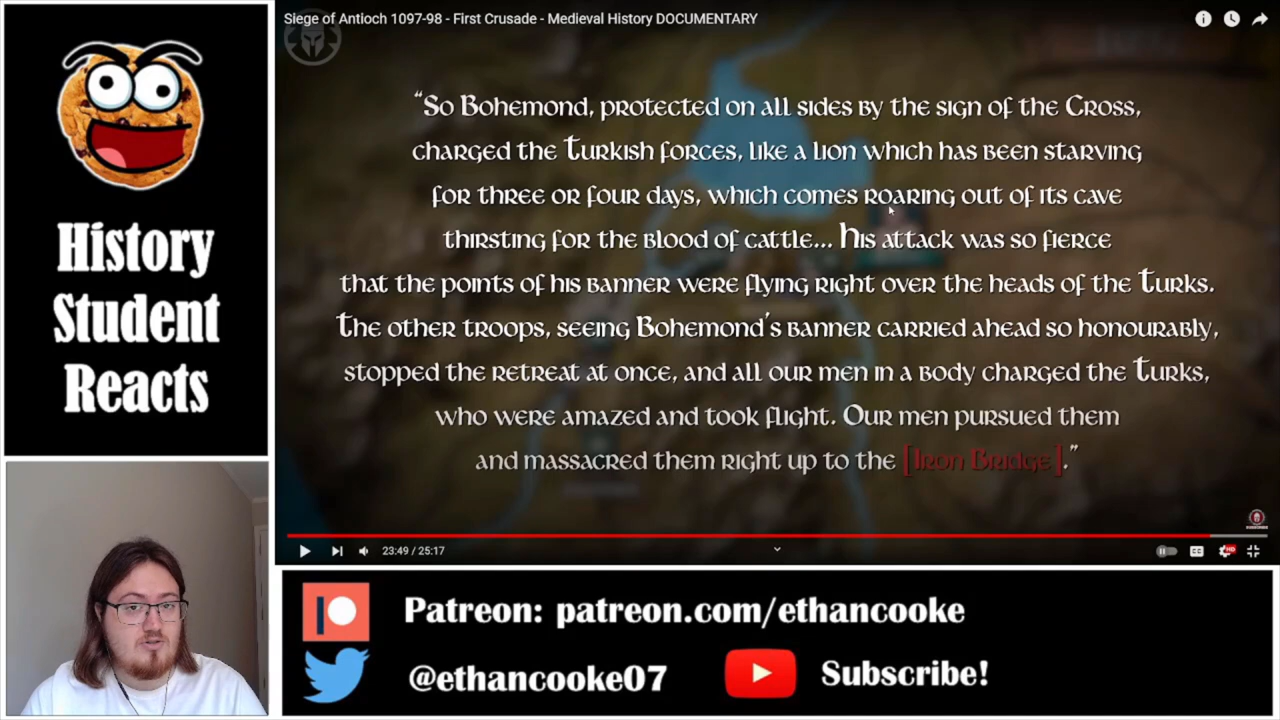 Siege of Antioch 1097-98 - First Crusade - Medieval History DOCUMENTARY
"So Bohemond, protected on all sides by the sign of the Cross,
charged the Turkish forces, like a lion which has been starving
for three or four days, which comes roaring out of its cave
thirsting for the blood of cattle... His attack was so fierce
that the points of his banner were flying right over the heads of the Turks.
The other troops, seeing Bohemond's banner carried ahead so honourably,
stopped the retreat at once, and all our men in a body charged the Turks,
who were amazed and took flight. Our men pursued them
and massacred them right up to the [Iron Bridge]."
SUBSCRIBE
23:49 / 25:17
CC
HD
History
Student
Reacts
Patreon: patreon.com/ethancooke
@ethancooke07
Subscribe!